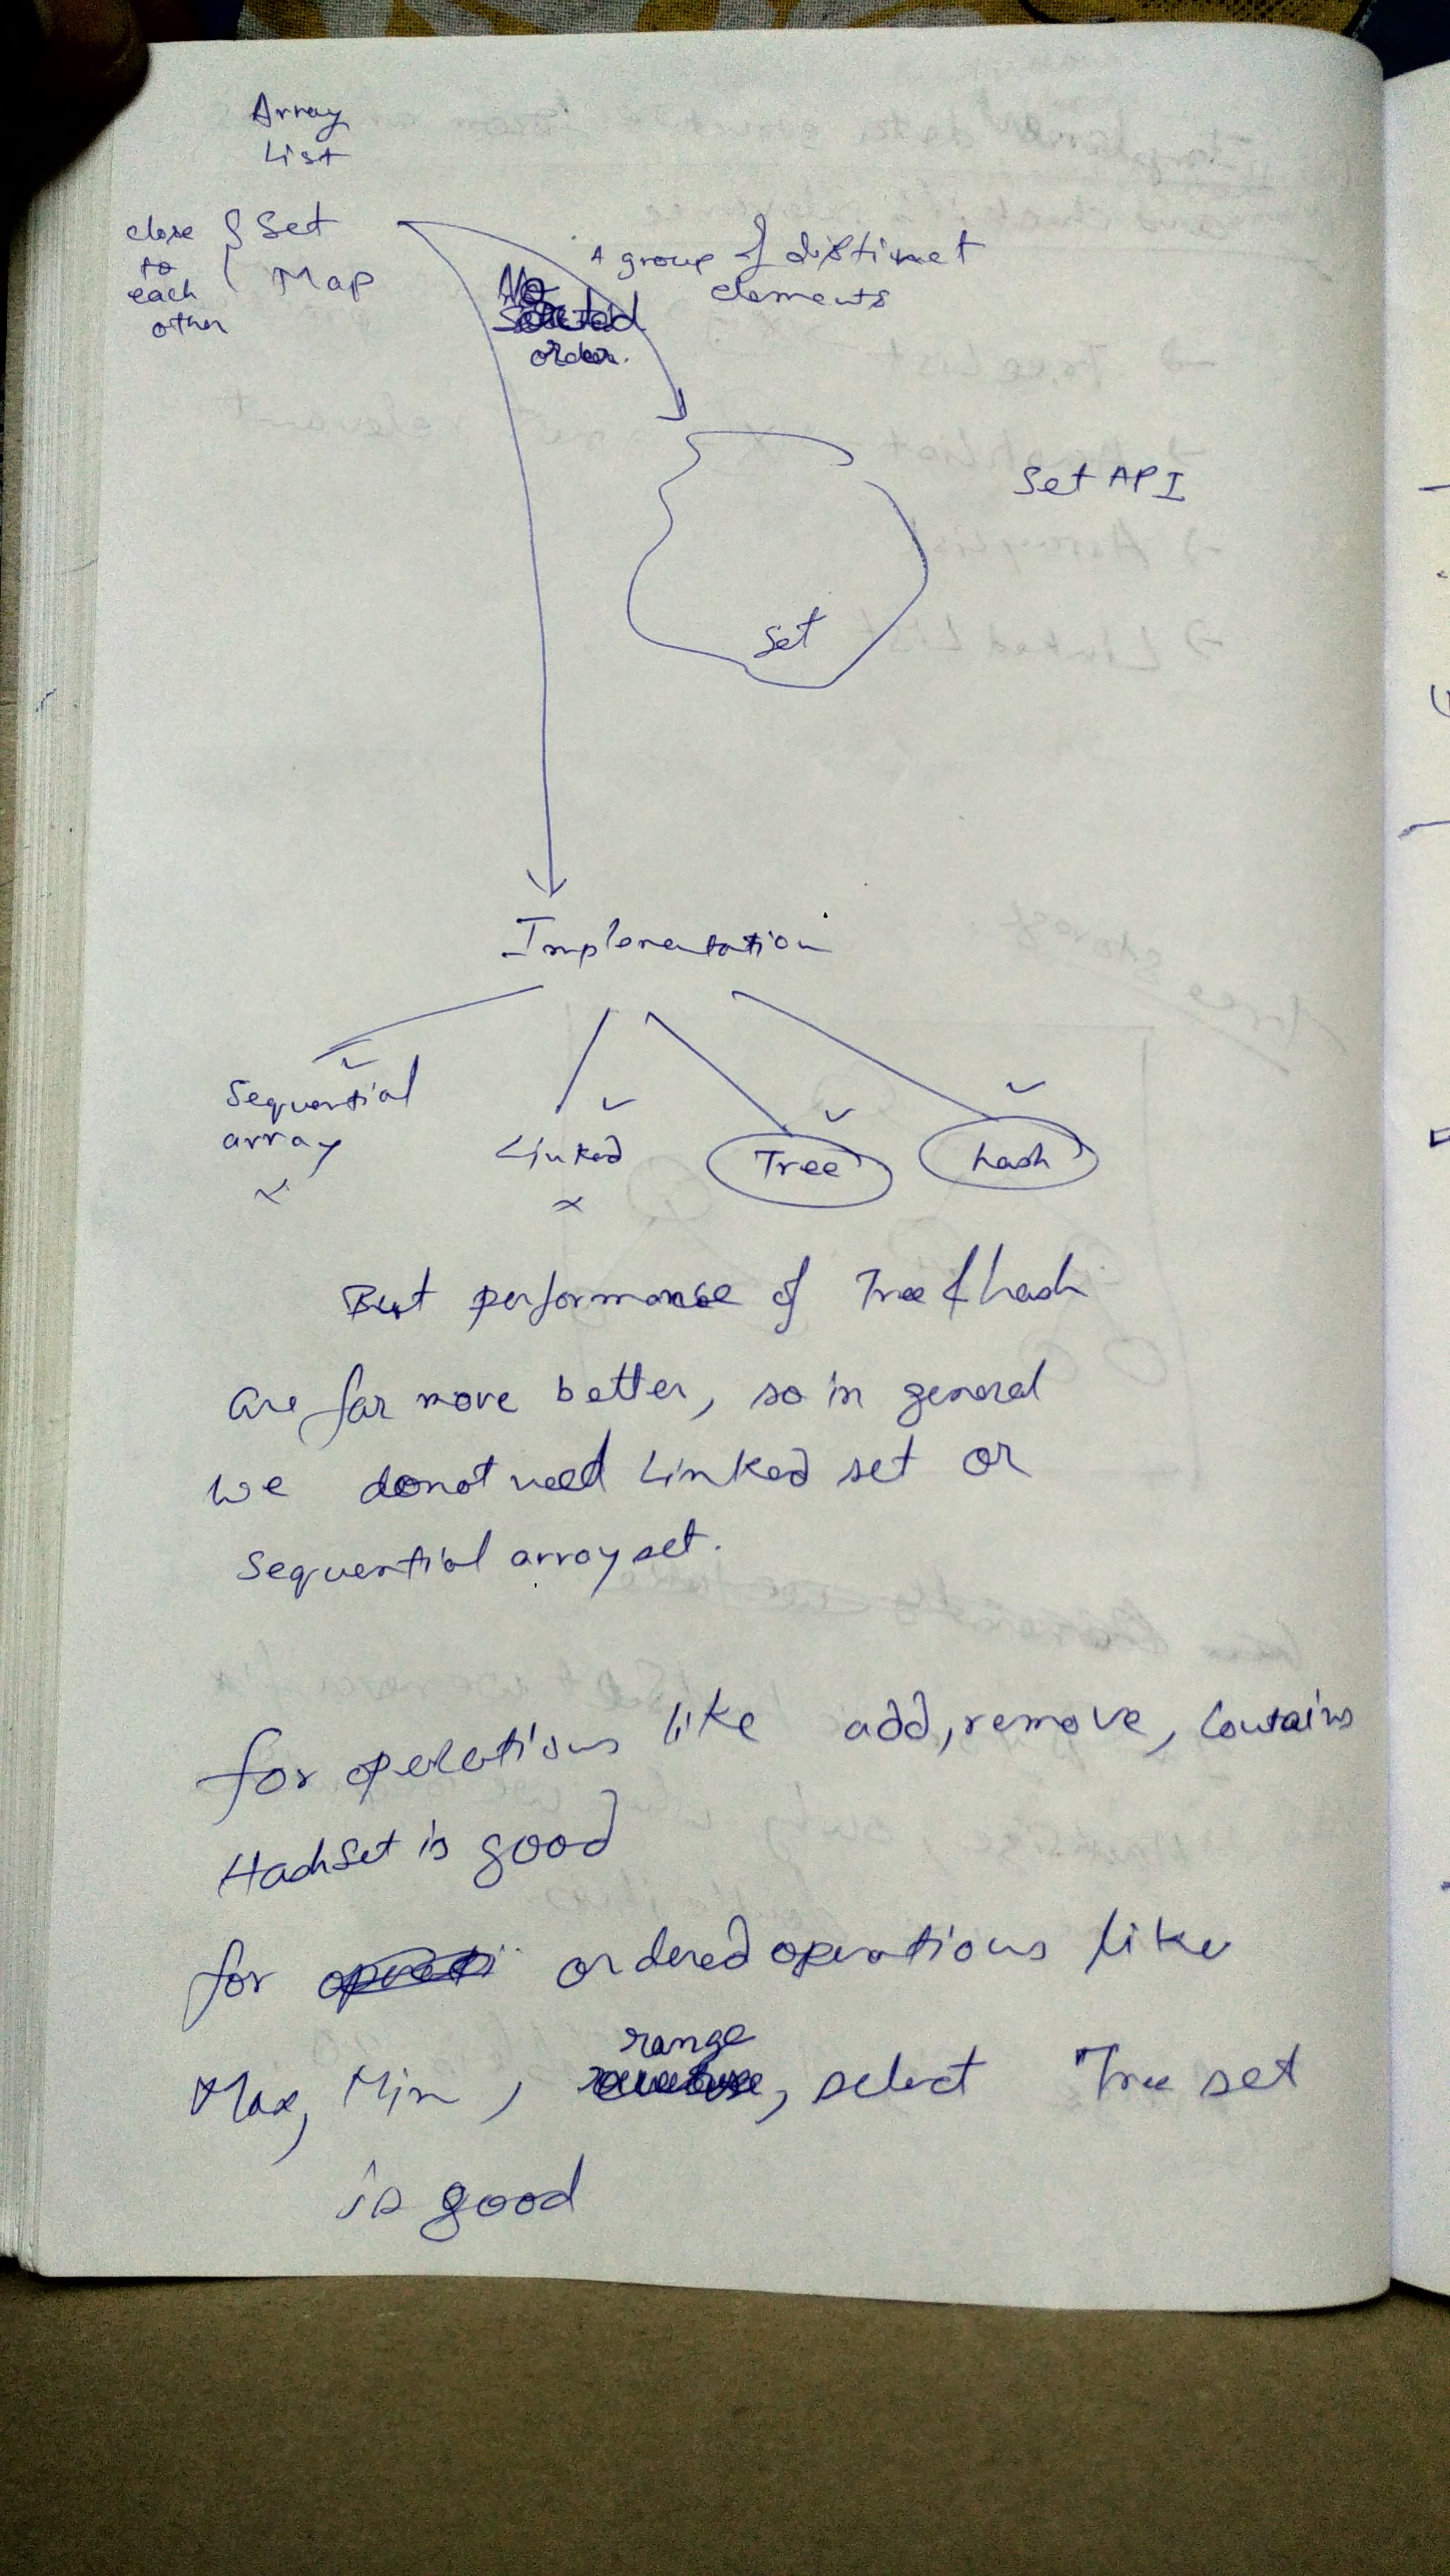 Array
List
close { Set
to
each ( Map
other
A group of distinct
elements
No
order.
Set API
Set
Implementation
Sequential
array
Linked
Tree
hash
But performance of Tree & hash
are far more better, so in general
we donot need Linked set or
Sequential array set.
for operations like add, remove, contains
HashSet is good
for ordered operations like
range
Max, Min, , select Tree set
is good